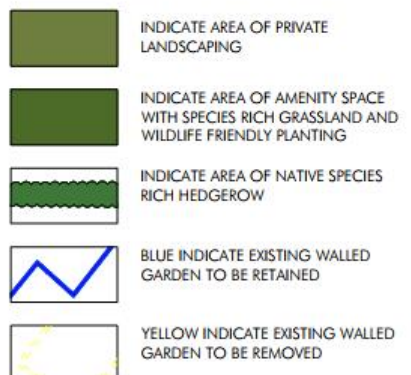 INDICATE AREA OF PRIVATE
LANDSCAPING
INDICATE AREA OF AMENITY SPACE
WITH SPECIES RICH GRASSLAND AND
WILDLIFE FRIENDLY PLANTING
INDICATE AREA OF NATIVE SPECIES
RICH HEDGEROW
BLUE INDICATE EXISTING WALLED
GARDEN TO BE RETAINED
YELLOW INDICATE EXISTING WALLED
GARDEN TO BE REMOVED